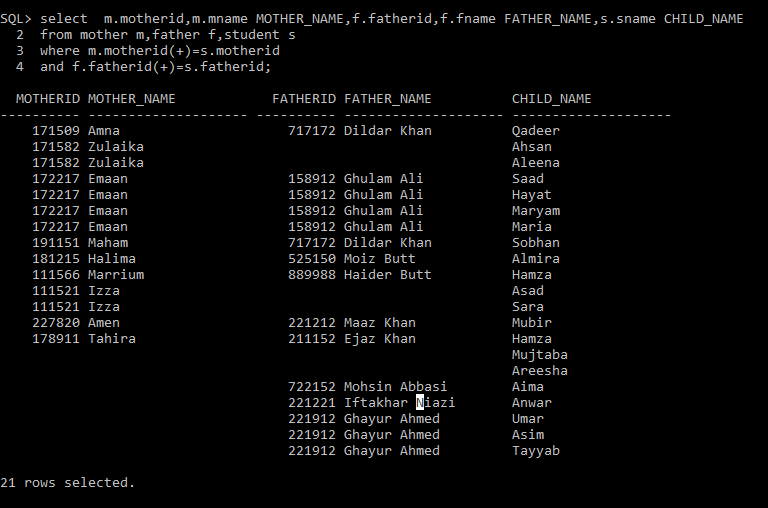 SQL> select  m.motherid,m.mname MOTHER_NAME,f.fatherid,f.fname FATHER_NAME,s.sname CHILD_NAME
  2  from mother m,father f,student s
  3  where m.motherid(+)=s.motherid
  4  and f.fatherid(+)=s.fatherid;
  MOTHERID MOTHER_NAME            FATHERID FATHER_NAME          CHILD_NAME
---------- -------------------- ---------- -------------------- --------------------
    171509 Amna                     717172 Dildar Khan          Qadeer
    171582 Zulaika                                              Ahsan
    171582 Zulaika                                              Aleena
    172217 Emaan                    158912 Ghulam Ali           Saad
    172217 Emaan                    158912 Ghulam Ali           Hayat
    172217 Emaan                    158912 Ghulam Ali           Maryam
    172217 Emaan                    158912 Ghulam Ali           Maria
    191151 Maham                    717172 Dildar Khan          Sobhan
    181215 Halima                   525150 Moiz Butt            Almira
    111566 Marrium                  889988 Haider Butt          Hamza
    111521 Izza                                                 Asad
    111521 Izza                                                 Sara
    227820 Amen                     221212 Maaz Khan            Mubir
    178911 Tahira                   211152 Ejaz Khan            Hamza
                                                                Mujtaba
                                                                Areesha
                                    722152 Mohsin Abbasi        Aima
                                    221221 Iftakhar Niazi       Anwar
                                    221912 Ghayur Ahmed         Umar
                                    221912 Ghayur Ahmed         Asim
                                    221912 Ghayur Ahmed         Tayyab
21 rows selected.